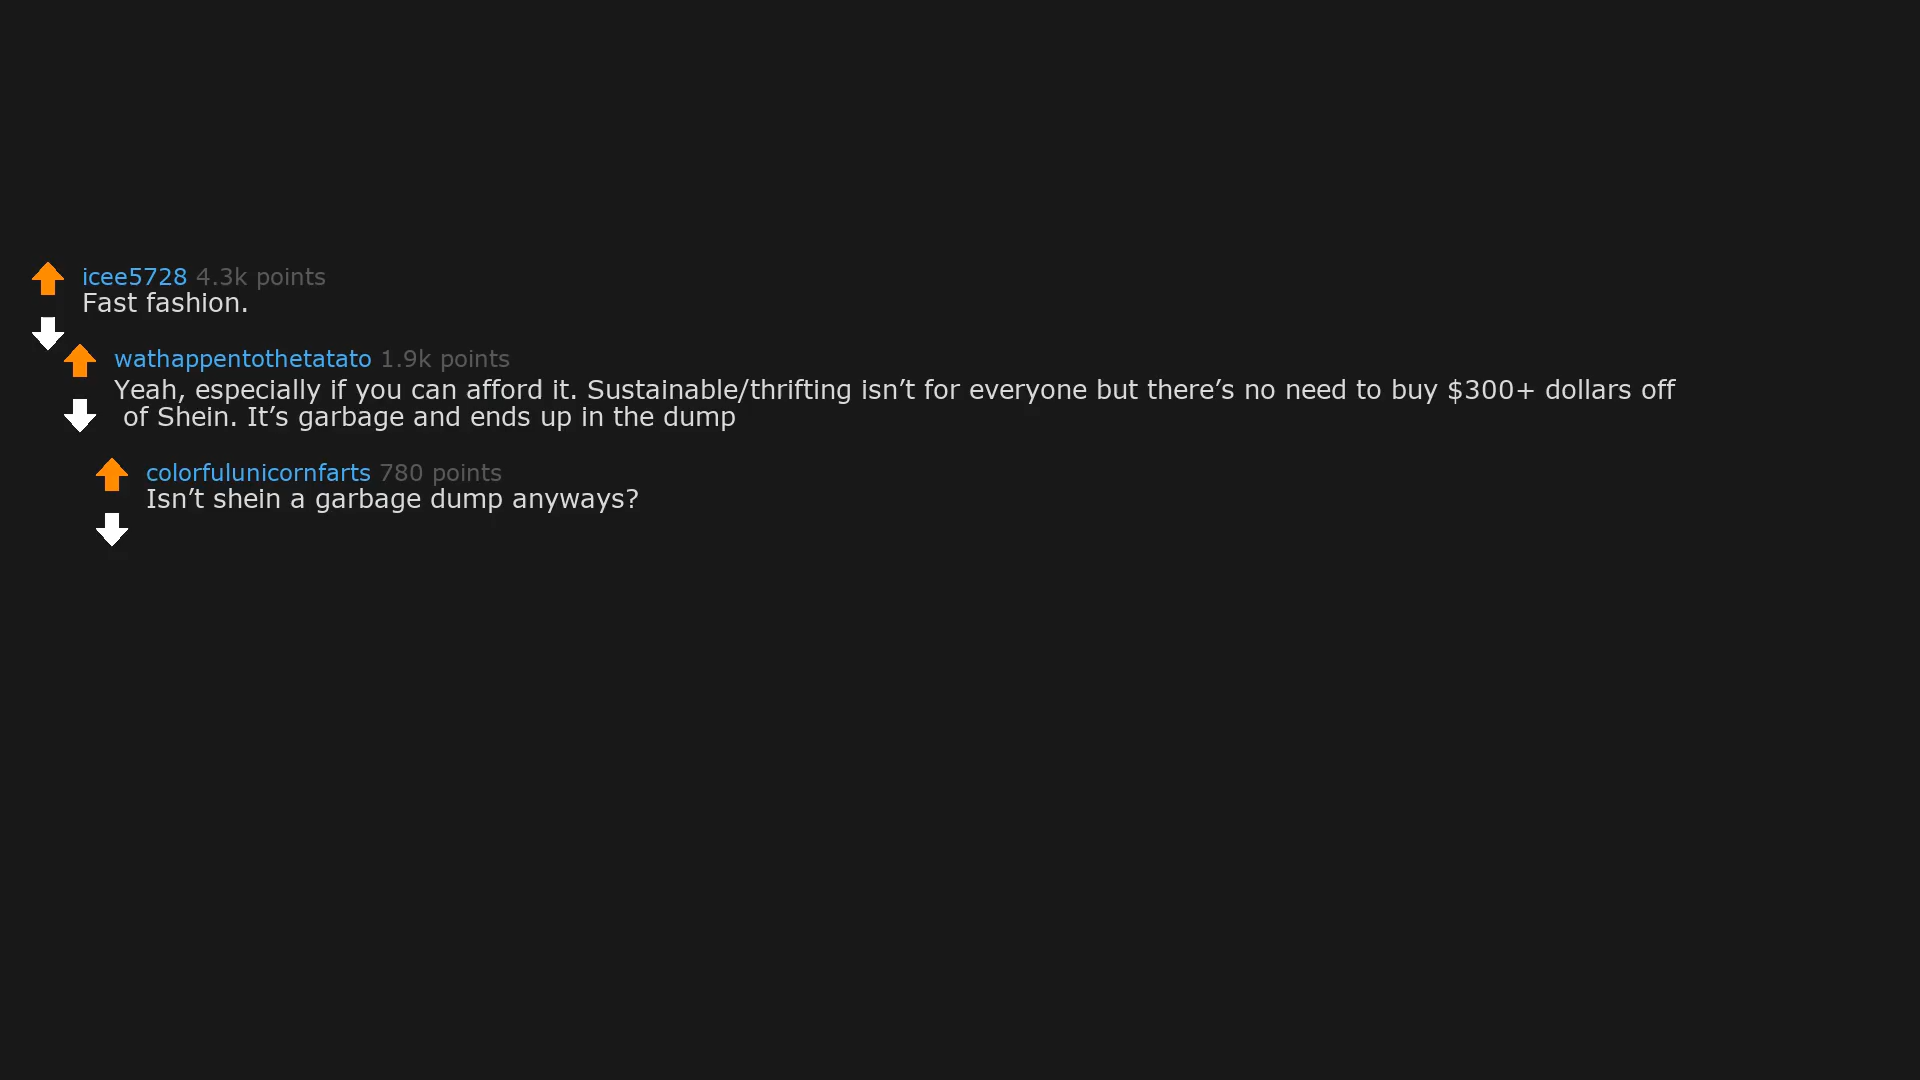 icee5728 4.3k points
Fast fashion.
wathappentothetatato 1.9k points
Yeah, especially if you can afford it. Sustainable/thrifting isn’t for everyone but there’s no need to buy $300+ dollars off
of Shein. It’s garbage and ends up in the dump
colorfulunicornfarts 780 points
Isn’t shein a garbage dump anyways?